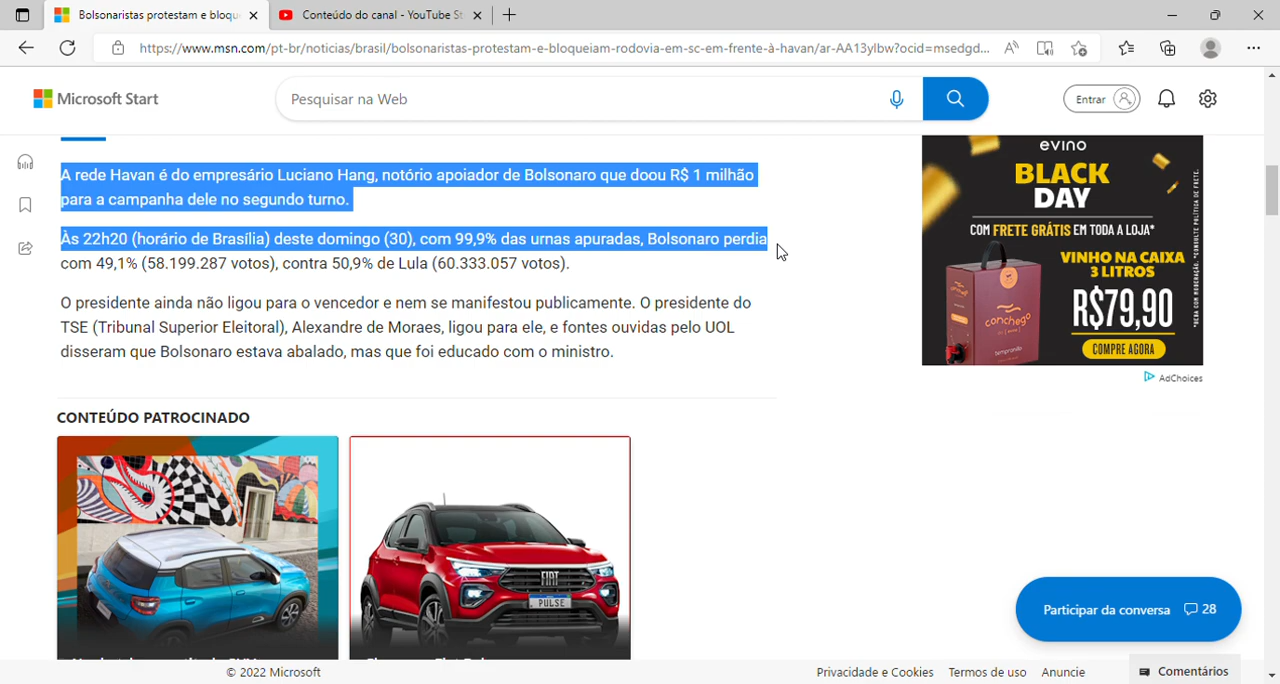 Bolsonaristas protestam e bloqu
Conteúdo do canal - YouTube St
https://www.msn.com/pt-br/noticias/brasil/bolsonaristas-protestam-e-bloqueiam-rodovia-em-sc-em-frente-à-havan/ar-AA13ylbw?ocid=msedgd...
Microsoft Start
Pesquisar na Web
Entrar
A rede Havan é do empresário Luciano Hang, notório apoiador de Bolsonaro que doou R$ 1 milhão
para a campanha dele no segundo turno.
Às 22h20 (horário de Brasília) deste domingo (30), com 99,9% das urnas apuradas, Bolsonaro perdia
com 49,1% (58.199.287 votos), contra 50,9% de Lula (60.333.057 votos).
O presidente ainda não ligou para o vencedor e nem se manifestou publicamente. O presidente do
TSE (Tribunal Superior Eleitoral), Alexandre de Moraes, ligou para ele, e fontes ouvidas pelo UOL
disseram que Bolsonaro estava abalado, mas que foi educado com o ministro.
evino
BLACK
DAY
COM FRETE GRÁTIS EM TODA A LOJA*
VINHO NA CAIXA
3 LITROS
R$79,90
COMPRE AGORA
conchego
AdChoices
CONTEÚDO PATROCINADO
FIAT
PULSE
Participar da conversa 28
© 2022 Microsoft
Privacidade e Cookies
Termos de uso
Anuncie
Comentários